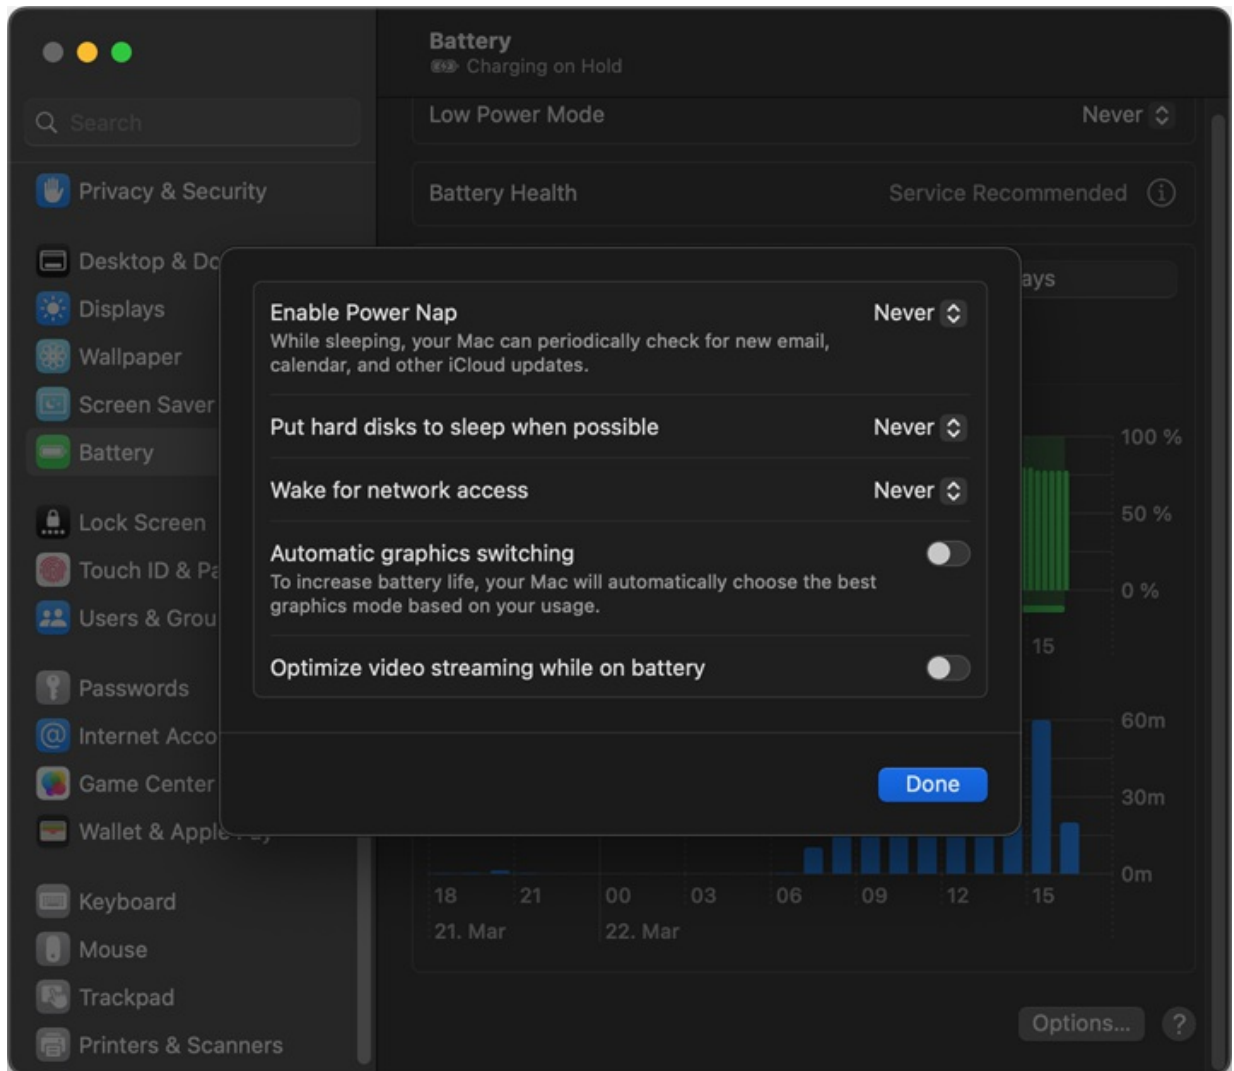 Battery
Charging on Hold
Search
Low Power Mode
Never
Privacy & Security
Battery Health
Service Recommended
Desktop & Do
ays
Displays
Wallpaper
Screen Saver
Battery
Lock Screen
Touch ID & Pa
Users & Grou
Passwords
Internet Acco
Game Center
Wallet & Apple Pay
Keyboard
Mouse
Trackpad
Printers & Scanners
Enable Power Nap
Never
While sleeping, your Mac can periodically check for new email,
calendar, and other iCloud updates.
Put hard disks to sleep when possible
Never
Wake for network access
Never
Automatic graphics switching
To increase battery life, your Mac will automatically choose the best
graphics mode based on your usage.
Optimize video streaming while on battery
Done
100 %
50 %
0 %
15
60m
30m
0m
18 21 00 03 06 09 12 15
21. Mar 22. Mar
Options... ?